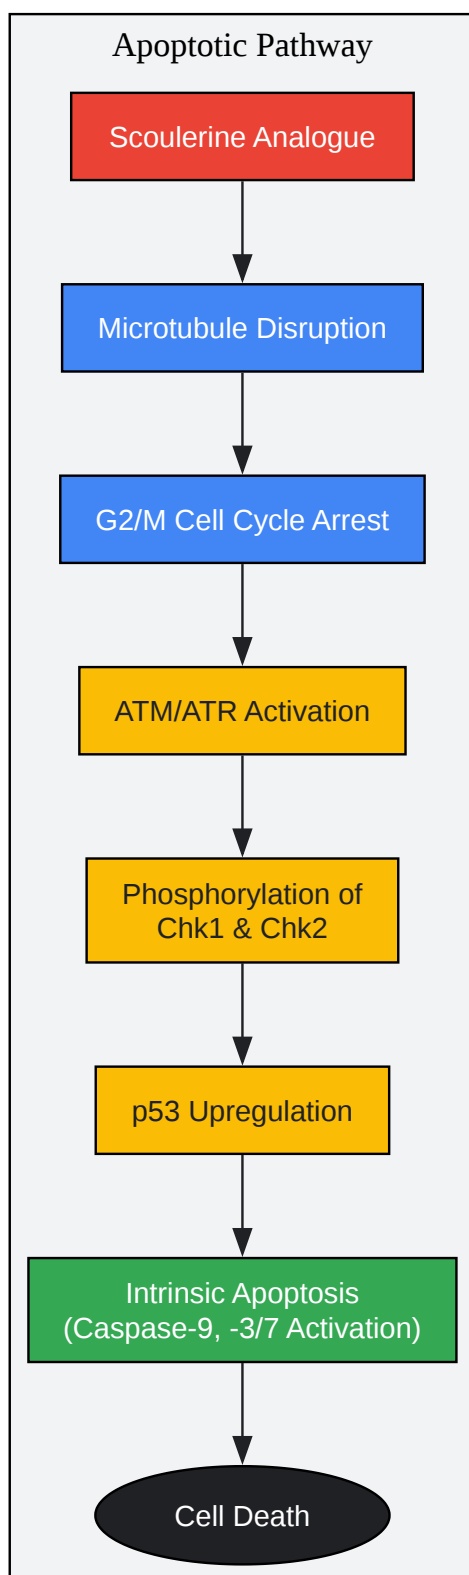 Apoptotic Pathway
Scoulerine Analogue
Microtubule Disruption
G2/M Cell Cycle Arrest
ATM/ATR Activation
Phosphorylation of
Chk1 & Chk2
p53 Upregulation
Intrinsic Apoptosis
(Caspase-9, -3/7 Activation)
Cell Death